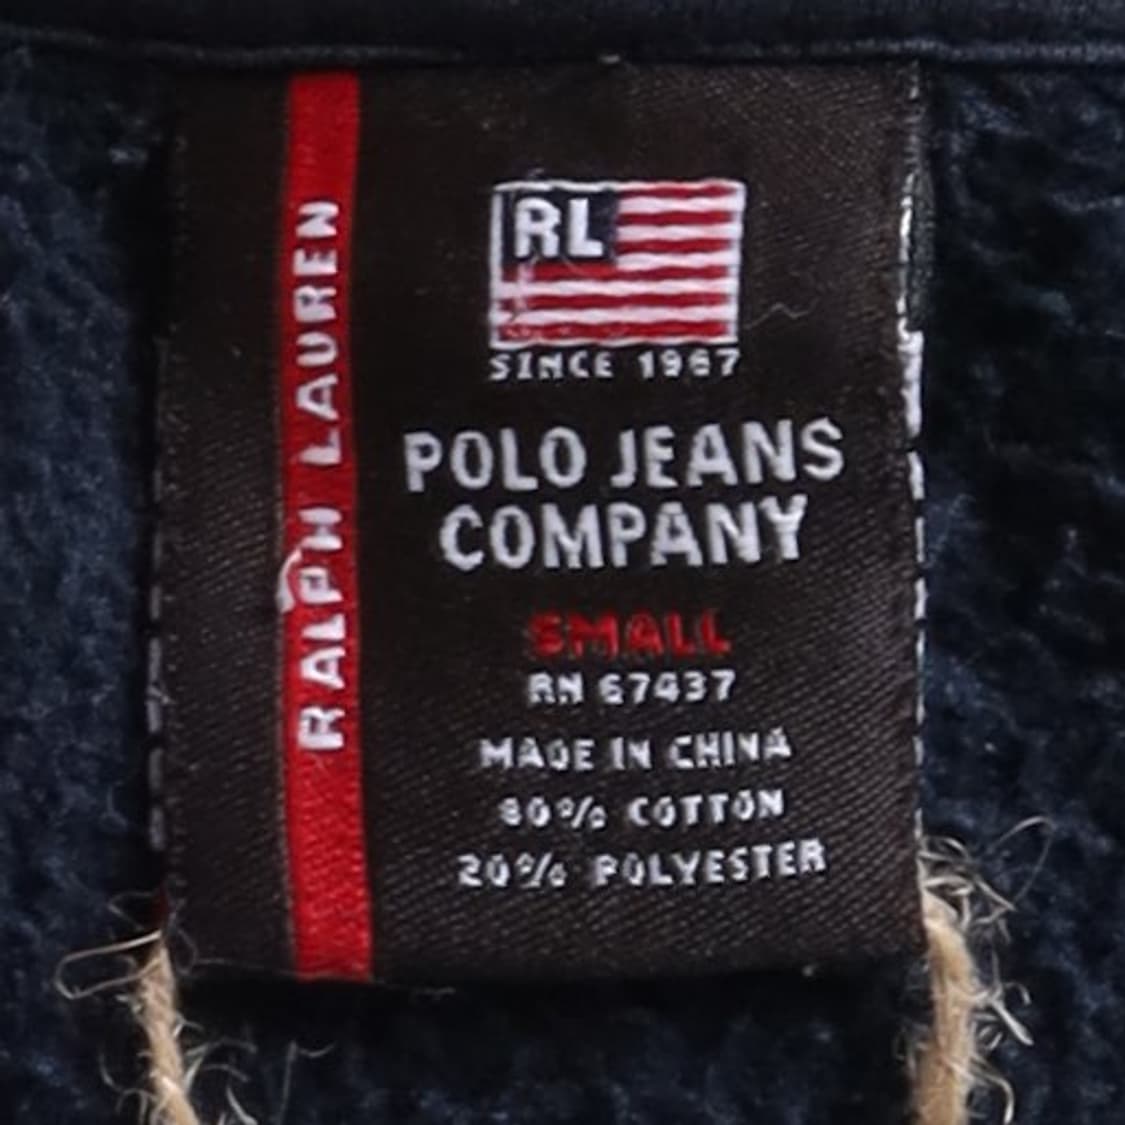 RALPH LAUREN
RL
SINCE 1967
POLO JEANS
COMPANY
SMALL
RN 67437
MADE IN CHINA
80% COTTON
20% POLYESTER